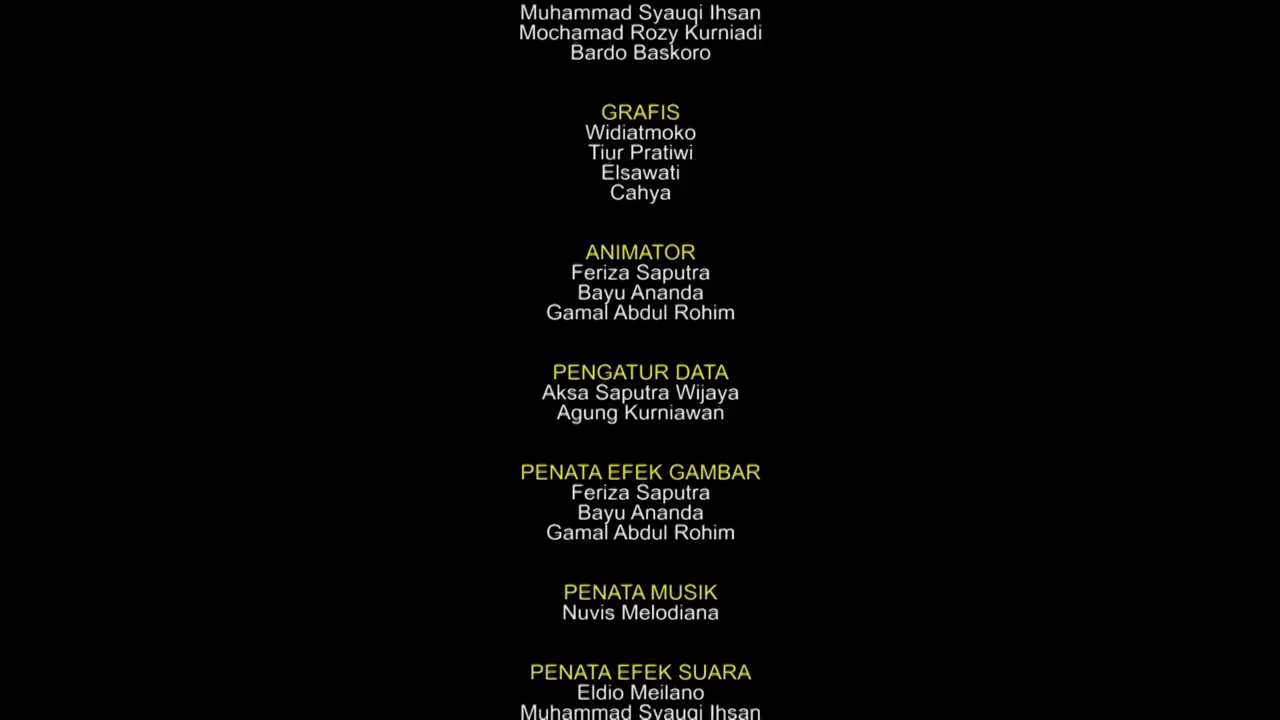 Muhammad Syauqi Ihsan
Mochamad Rozy Kurniadi
Bardo Baskoro
GRAFIS
Widiatmoko
Tiur Pratiwi
Elsawati
Cahya
ANIMATOR
Feriza Saputra
Bayu Ananda
Gamal Abdul Rohim
PENGATUR DATA
Aksa Saputra Wijaya
Agung Kurniawan
PENATA EFEK GAMBAR
Feriza Saputra
Bayu Ananda
Gamal Abdul Rohim
PENATA MUSIK
Nuvis Melodiana
PENATA EFEK SUARA
Eldio Meilano
Muhammad Syauqi Ihsan